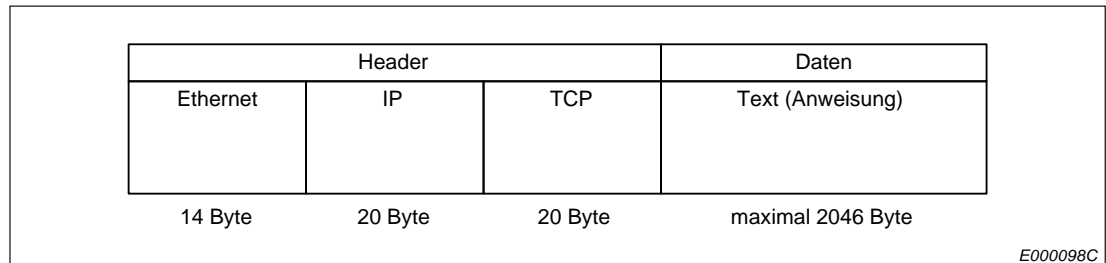 Header Daten
Ethernet IP TCP Text (Anweisung)
14 Byte 20 Byte 20 Byte maximal 2046 Byte
E000098C